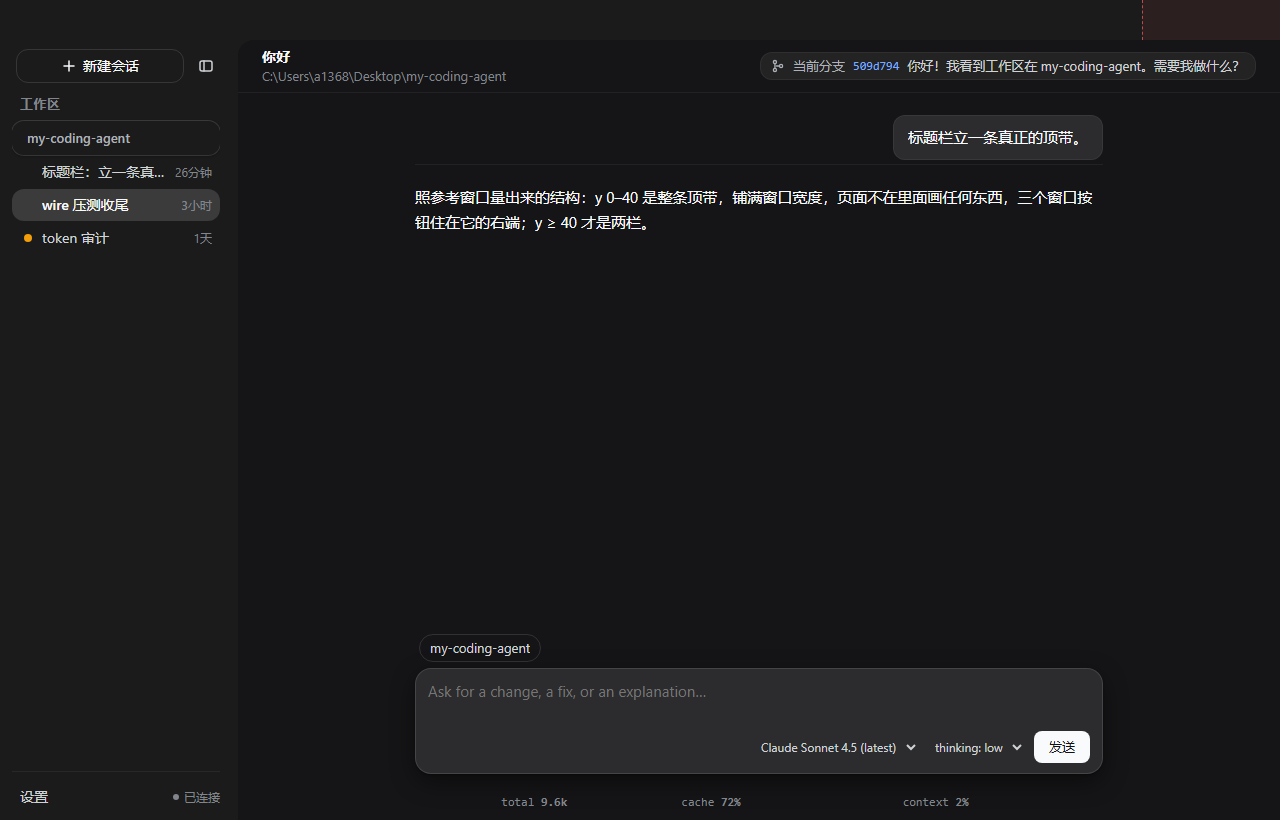 新建会话
工作区
my-coding-agent
标题栏：立一条真... 26分钟
wire 压测收尾 3小时
token 审计 1天
设置 已连接
你好
C:\Users\a1368\Desktop\my-coding-agent
当前分支 509d794 你好！我看到工作区在 my-coding-agent。需要我做什么？
标题栏立一条真正的顶带。
照参考窗口量出来的结构：y 0–40 是整条顶带，铺满窗口宽度，页面不在里面画任何东西，三个窗口按
钮住在它的右端；y ≥ 40 才是两栏。
my-coding-agent
Ask for a change, a fix, or an explanation...
Claude Sonnet 4.5 (latest) thinking: low 发送
total 9.6k cache 72% context 2%